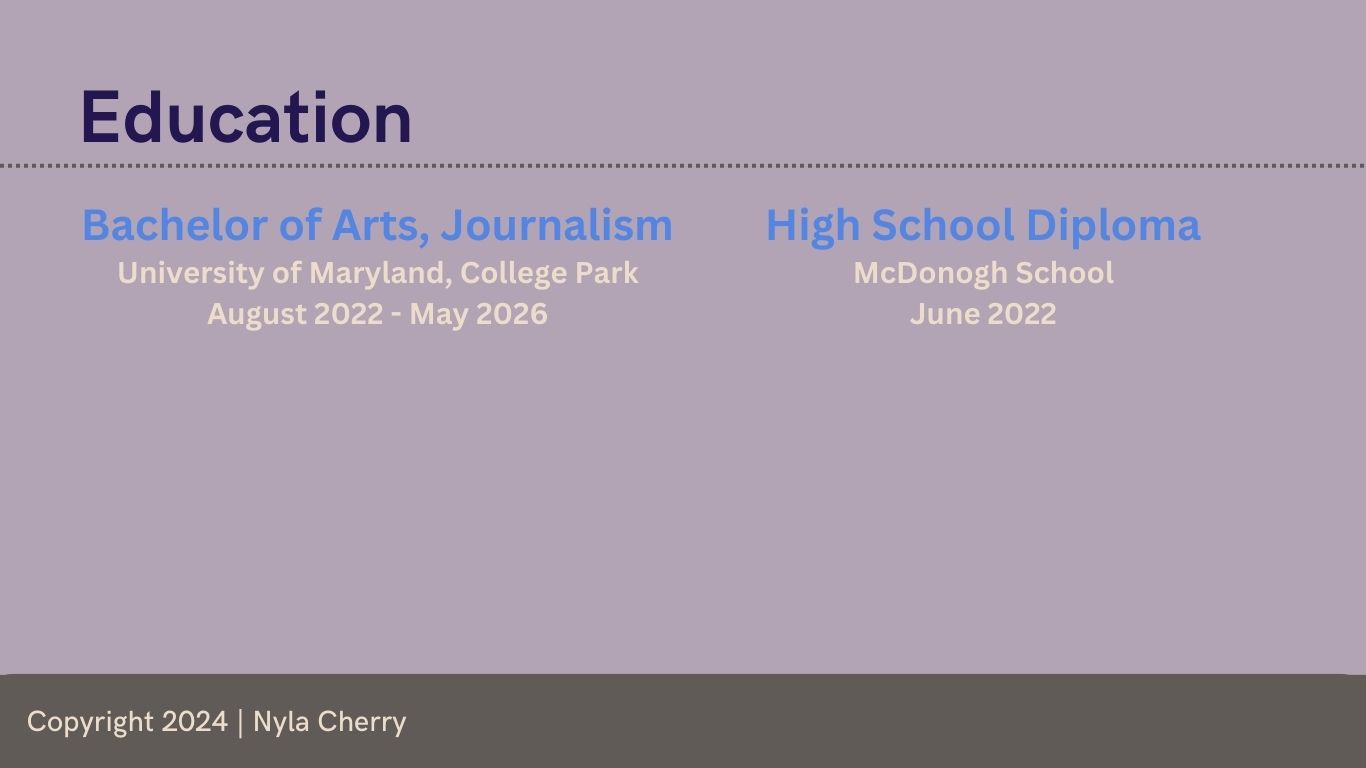 Education
Bachelor of Arts, Journalism
University of Maryland, College Park
August 2022 - May 2026
High School Diploma
McDonogh School
June 2022
Copyright 2024 | Nyla Cherry